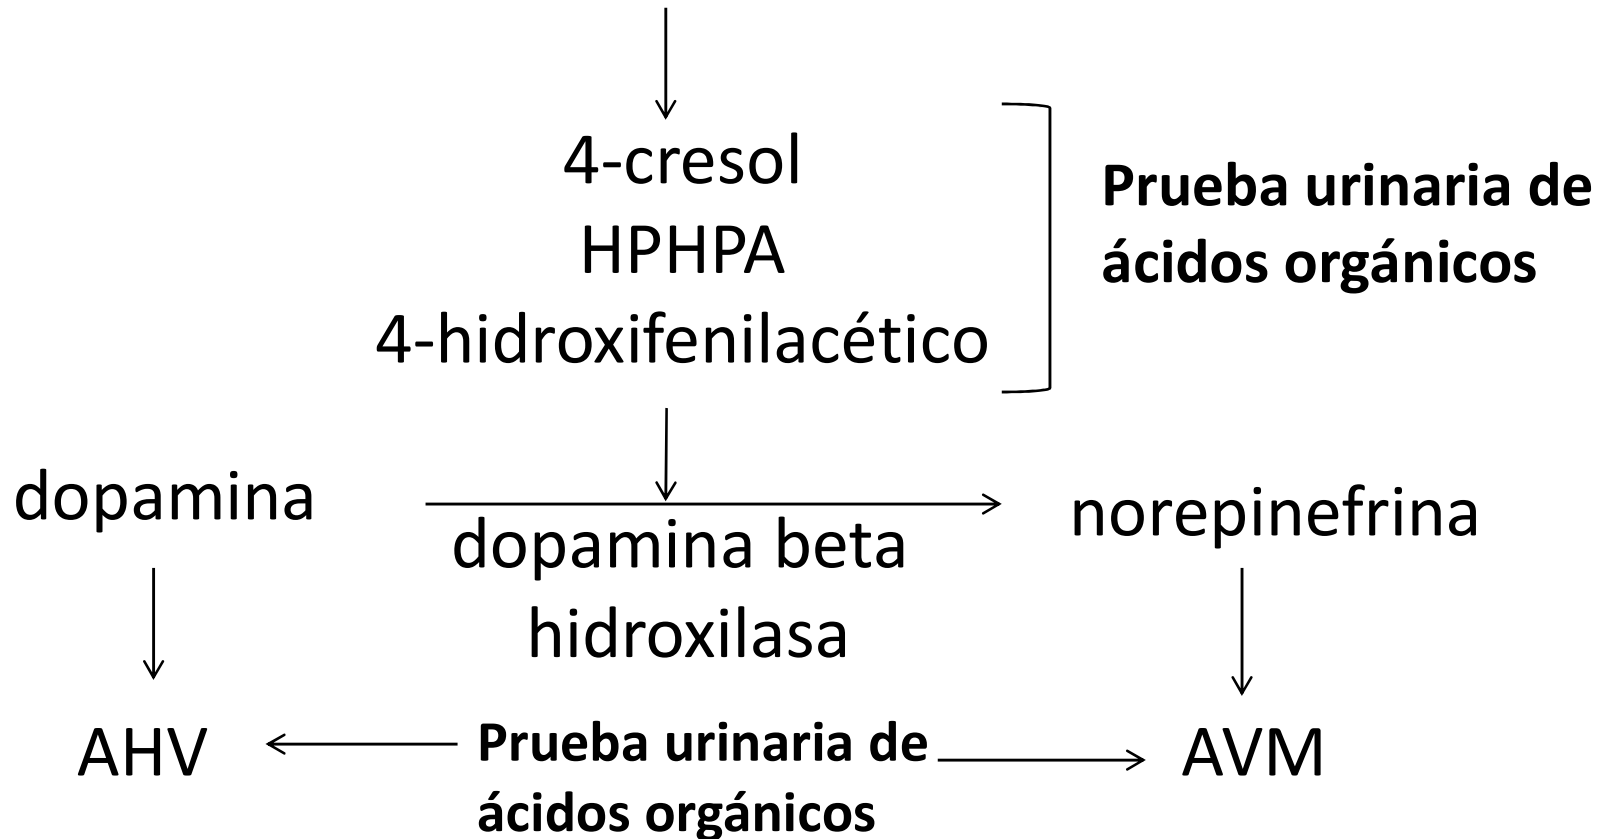 4-cresol
HPHPA
4-hidroxifenilacético
Prueba urinaria de
ácidos orgánicos
dopamina
dopamina beta
hidroxilasa
norepinefrina
AHV
Prueba urinaria de
ácidos orgánicos
AVM